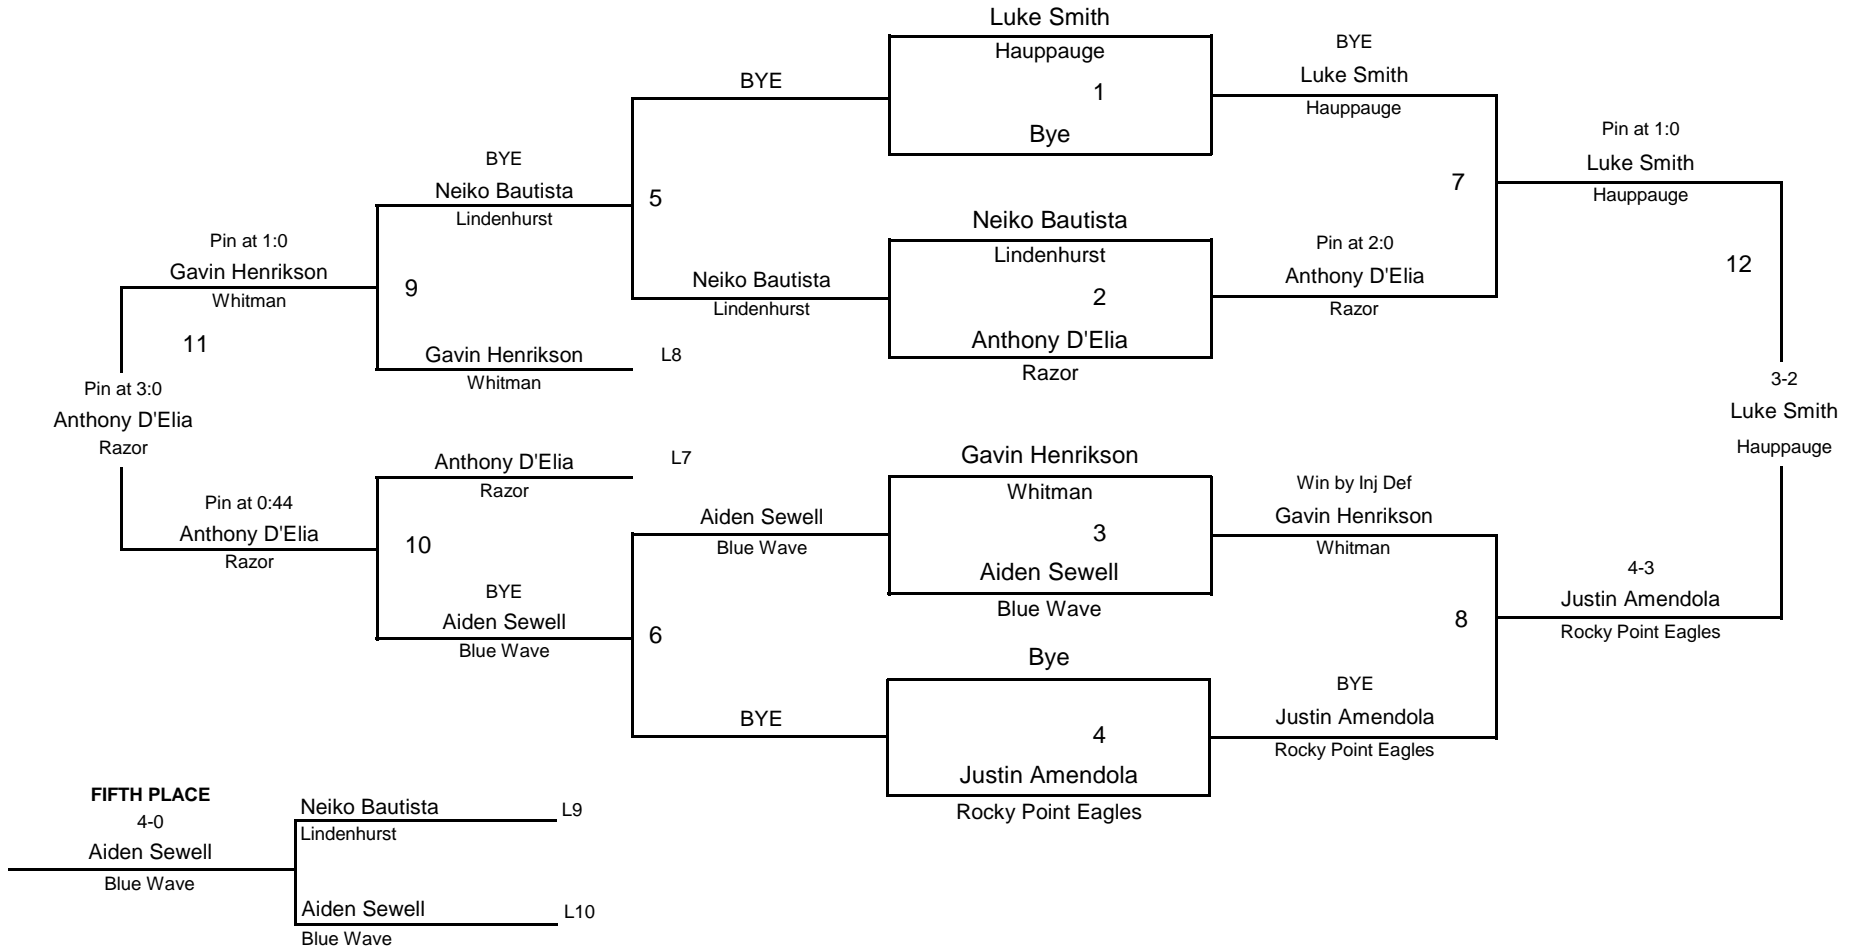 Luke Smith
Hauppauge
1
Bye
BYE
Luke Smith
Hauppauge
BYE
Pin at 1:0
Luke Smith
Hauppauge
7
BYE
Neiko Bautista
Lindenhurst
5
Neiko Bautista
Lindenhurst
2
Anthony D'Elia
Razor
Pin at 2:0
Anthony D'Elia
Razor
12
Pin at 1:0
Gavin Henrikson
Whitman
9
Neiko Bautista
Lindenhurst
11
Gavin Henrikson
Whitman
L8
Pin at 3:0
Anthony D'Elia
Razor
3-2
Luke Smith
Hauppauge
Anthony D'Elia
Razor
L7
Gavin Henrikson
Whitman
3
Aiden Sewell
Blue Wave
Win by Inj Def
Gavin Henrikson
Whitman
Pin at 0:44
Anthony D'Elia
Razor
10
Aiden Sewell
Blue Wave
4-3
Justin Amendola
Rocky Point Eagles
8
BYE
Aiden Sewell
Blue Wave
6
Bye
4
Justin Amendola
Rocky Point Eagles
BYE
BYE
Justin Amendola
Rocky Point Eagles
FIFTH PLACE
4-0
Aiden Sewell
Blue Wave
Neiko Bautista
Lindenhurst
L9
Aiden Sewell
Blue Wave
L10